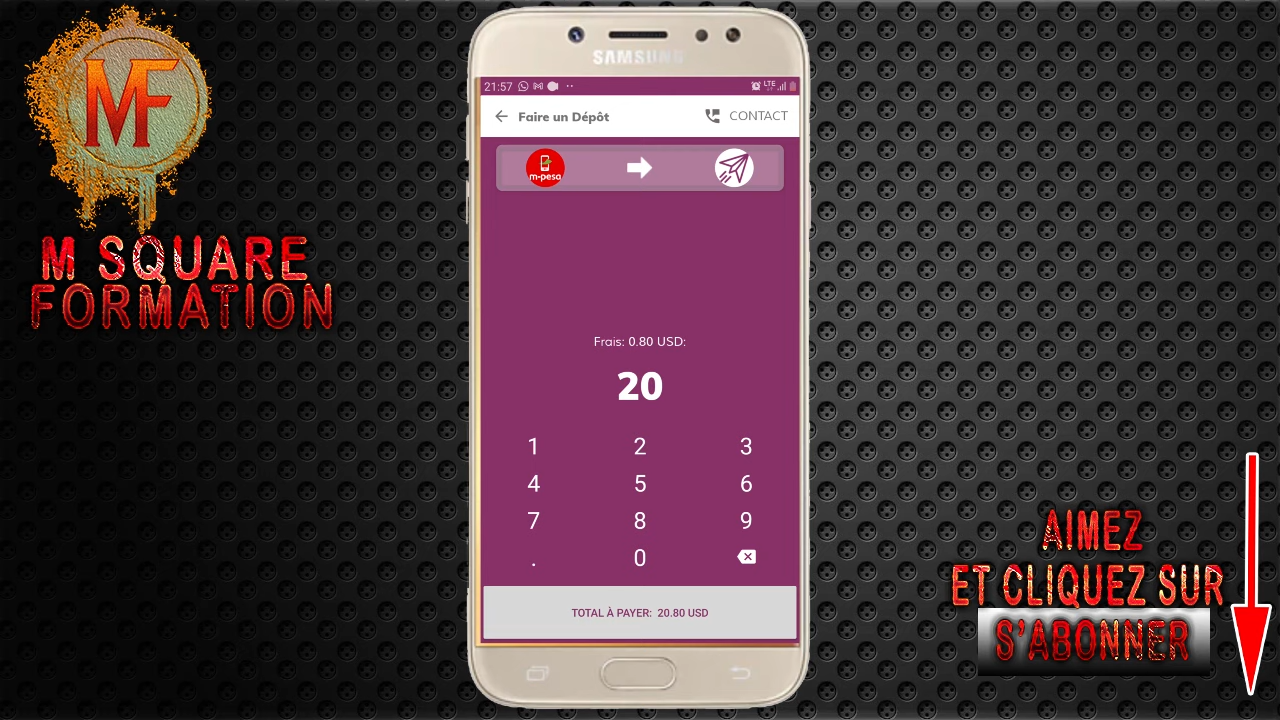 MF
M SQUARE
FORMATION
SAMSUNG
21:57
LTE
Faire un Dépôt
CONTACT
m-pesa
Frais: 0.80 USD:
20
1 2 3
4 5 6
7 8 9
. 0
TOTAL À PAYER: 20.80 USD
AIMEZ
ET CLIQUEZ SUR
S'ABONNER